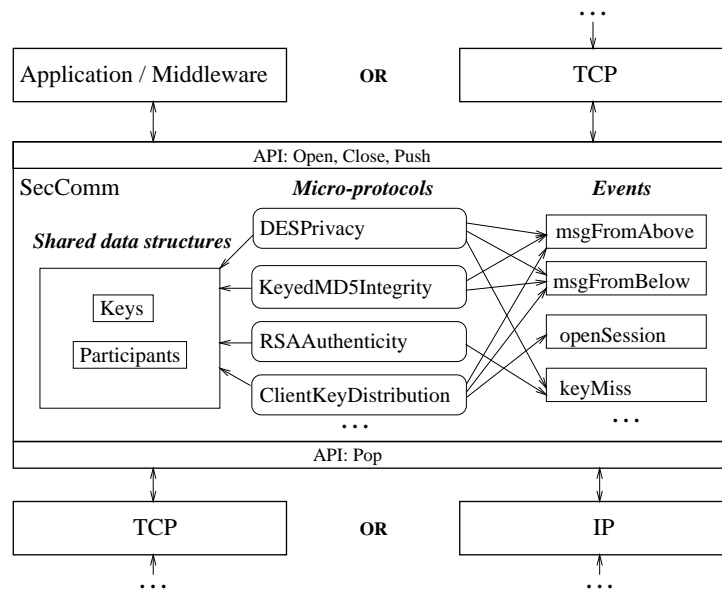 ...
Application / Middleware OR TCP
API: Open, Close, Push
SecComm Micro-protocols Events
DESPrivacy msgFromAbove
Shared data structures
KeyedMD5Integrity msgFromBelow
Keys
RSAAuthenticity openSession
Participants
ClientKeyDistribution keyMiss
... ...
API: Pop
TCP OR IP
... ...